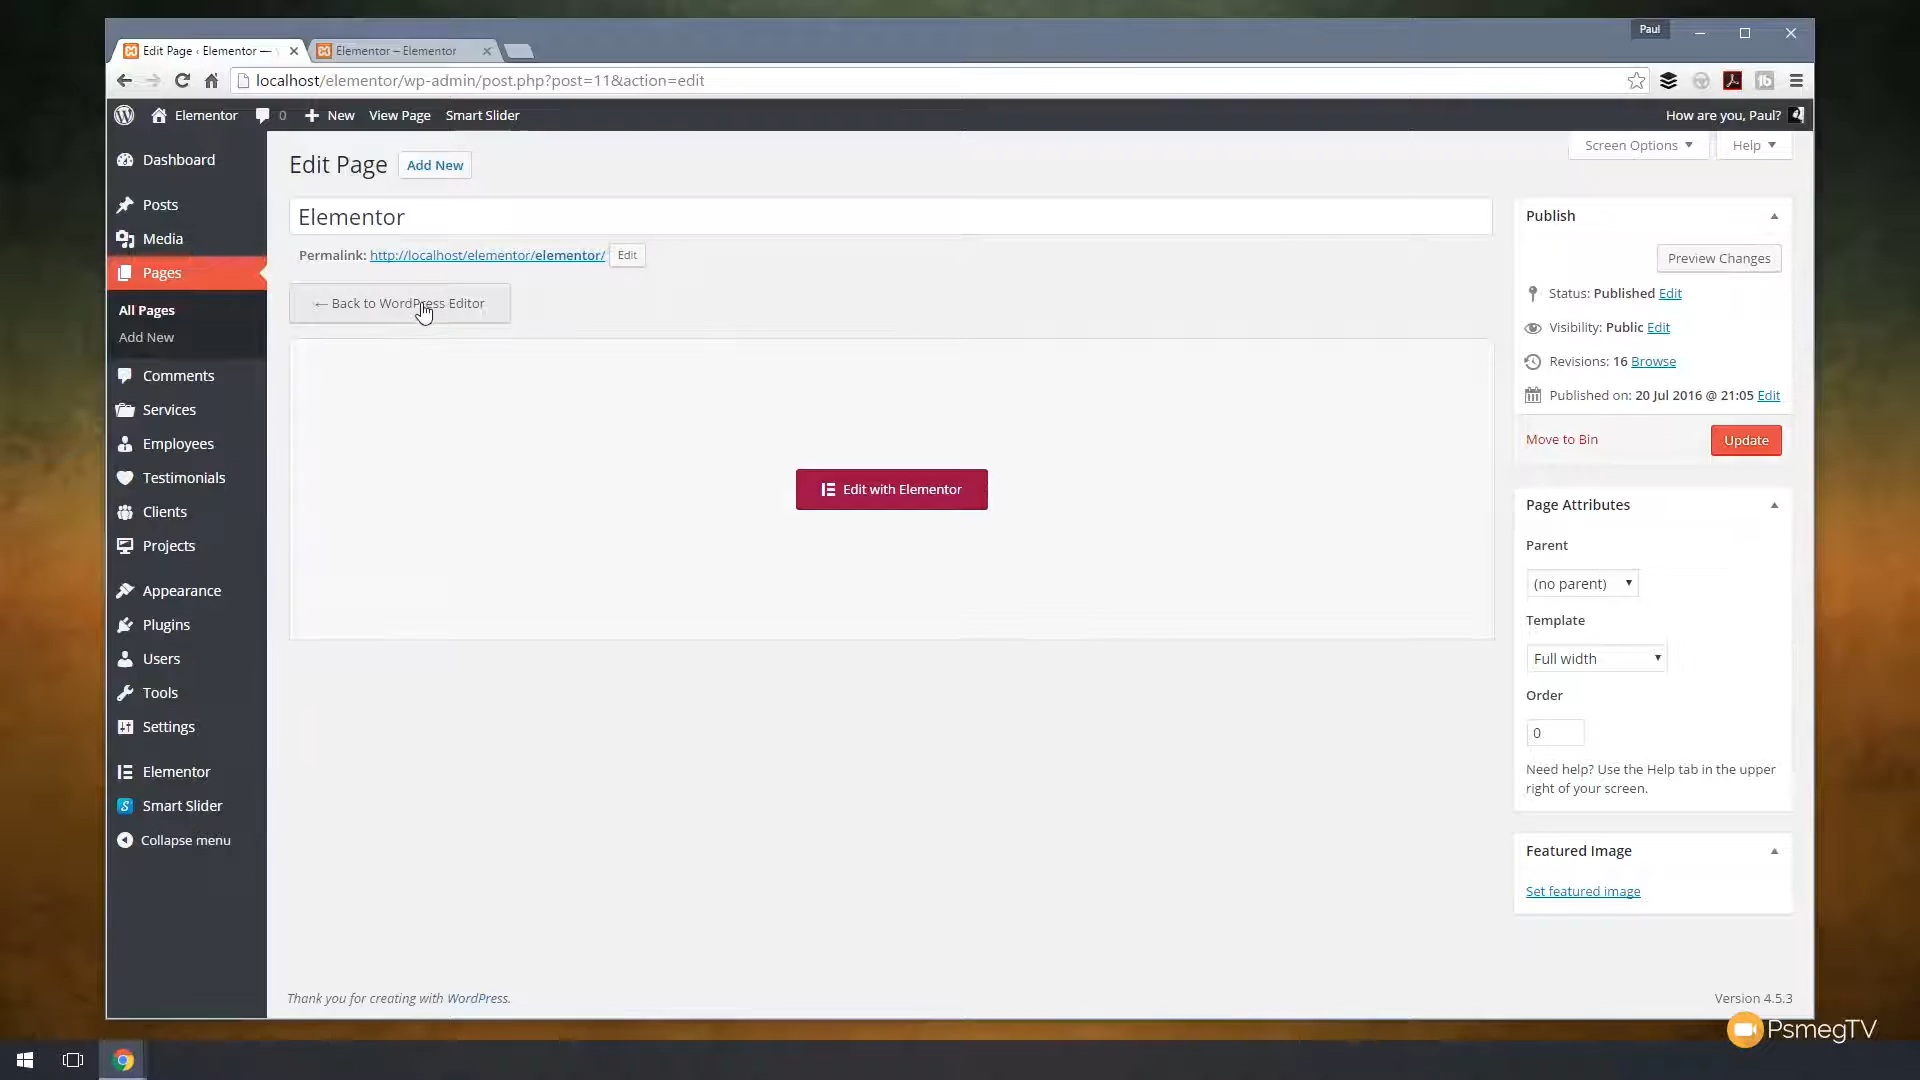 Paul
Edit Page ‹ Elementor —
Elementor – Elementor
localhost/elementor/wp-admin/post.php?post=11&action=edit
Elementor
0
New
View Page
Smart Slider
How are you, Paul?
Screen Options
Help
Dashboard
Posts
Media
Pages
All Pages
Add New
Comments
Services
Employees
Testimonials
Clients
Projects
Appearance
Plugins
Users
Tools
Settings
Elementor
Smart Slider
Collapse menu
Edit Page
Add New
Elementor
Permalink: http://localhost/elementor/elementor/
Edit
← Back to WordPress Editor
Edit with Elementor
Publish
Preview Changes
Status: Published Edit
Visibility: Public Edit
Revisions: 16 Browse
Published on: 20 Jul 2016 @ 21:05 Edit
Move to Bin
Update
Page Attributes
Parent
(no parent)
Template
Full width
Order
0
Need help? Use the Help tab in the upper
right of your screen.
Featured Image
Set featured image
Thank you for creating with WordPress.
Version 4.5.3
PsmegTV